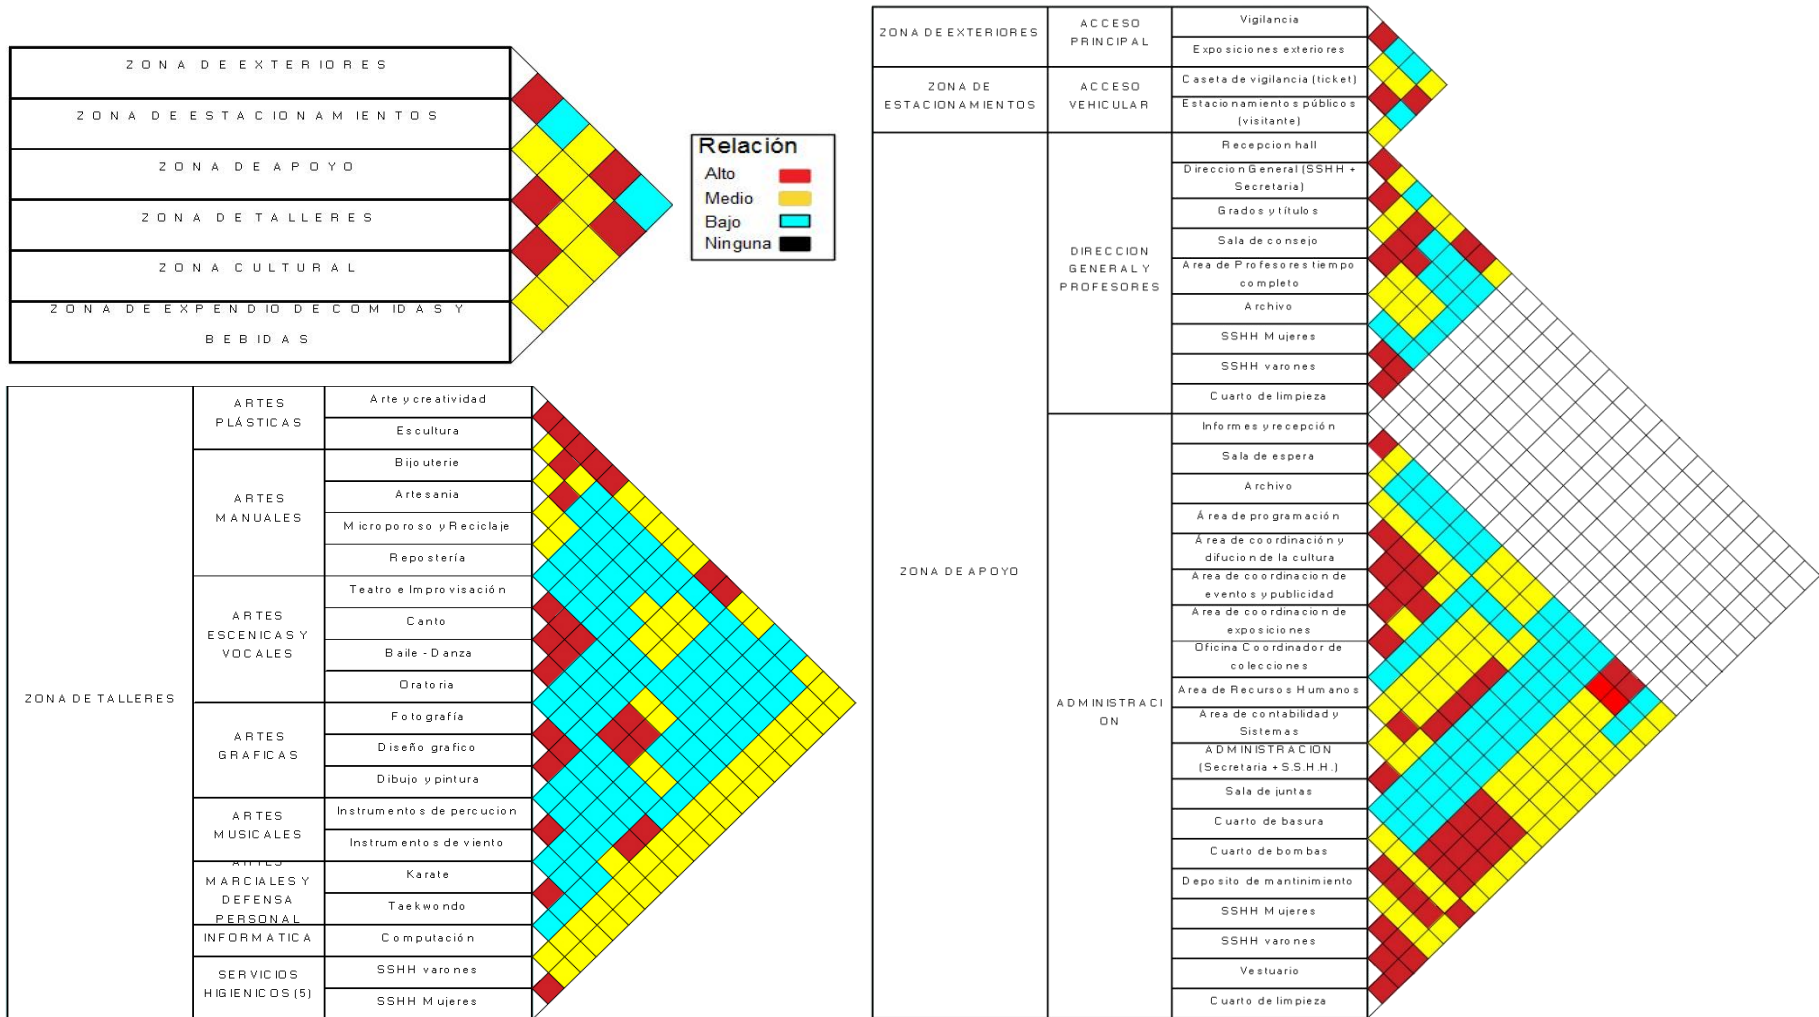 ZONA DE EXTERIORES
ZONA DE ESTACIONAMIENTOS
ZONA DE APOYO
ZONA DE TALLERES
ZONA CULTURAL
ZONA DE EXPENDIO DE COMIDAS Y
BEBIDAS
Relación
Alto
Medio
Bajo
Ninguna
ZONA DE TALLERES
ARTES
PLÁSTICAS
Arte y creatividad
Escultura
ARTES
MANUALES
Bijouterie
Artesania
Microporoso y Reciclaje
Repostería
ARTES
ESCENICAS Y
VOCALES
Teatro e Improvisación
Canto
Baile - Danza
Oratoria
ARTES
GRAFICAS
Fotografía
Diseño grafico
Dibujo y pintura
ARTES
MUSICALES
Instrumentos de percucion
Instrumentos de viento
ARTES
MARCIALES Y
DEFENSA
PERSONAL
Karate
Taekwondo
INFORMATICA
Computación
SERVICIOS
HIGIENICOS (5)
SSHH varones
SSHH Mujeres
ZONA DE EXTERIORES
ACCESO
PRINCIPAL
Vigilancia
Exposiciones exteriores
ZONA DE
ESTACIONAMIENTOS
ACCESO
VEHICULAR
Caseta de vigilancia (ticket)
Estacionamientos públicos
(visitante)
ZONA DE APOYO
DIRECCION
GENERAL Y
PROFESORES
Recepcion hall
Direccion General (SSHH +
Secretaria)
Grados y títulos
Sala de consejo
Area de Profesores tiempo
completo
Archivo
SSHH Mujeres
SSHH varones
Cuarto de limpieza
ADMINISTRACI
ON
Informes y recepción
Sala de espera
Archivo
Área de programación
Área de coordinación y
difucion de la cultura
Area de coordinacion de
eventos y publicidad
Area de coordinación de
exposiciones
Oficina Coordinador de
colecciones
Area de Recursos Humanos
Area de contabilidad y
Sistemas
ADMINISTRACION
(Secretaria + S.S.H.H.)
Sala de juntas
Cuarto de basura
Cuarto de bombas
Deposito de mantinimiento
SSHH Mujeres
SSHH varones
Vestuario
Cuarto de limpieza